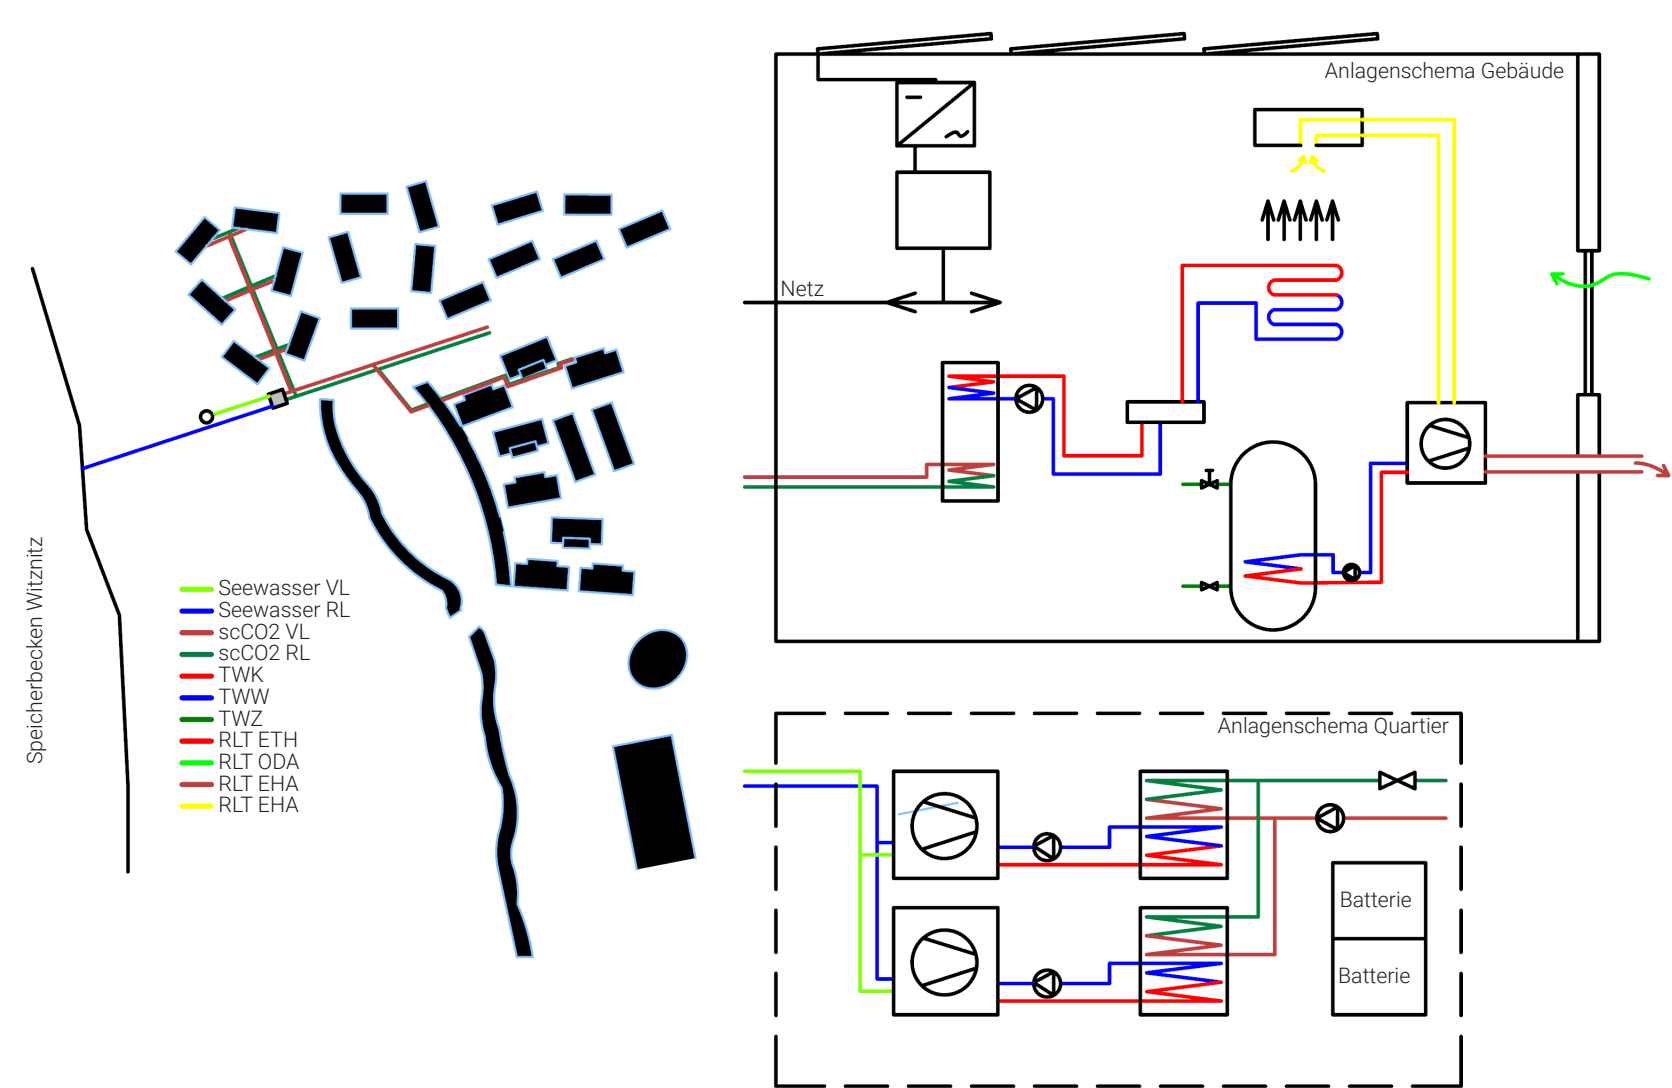 Anlagenschema Gebäude
Netz
Speicherbecken Witznitz
Seewasser VL
Seewasser RL
scCO2 VL
scCO2 RL
TWK
TWW
TWZ
RLT ETH
RLT ODA
RLT EHA
RLT EHA
Anlagenschema Quartier
Batterie
Batterie